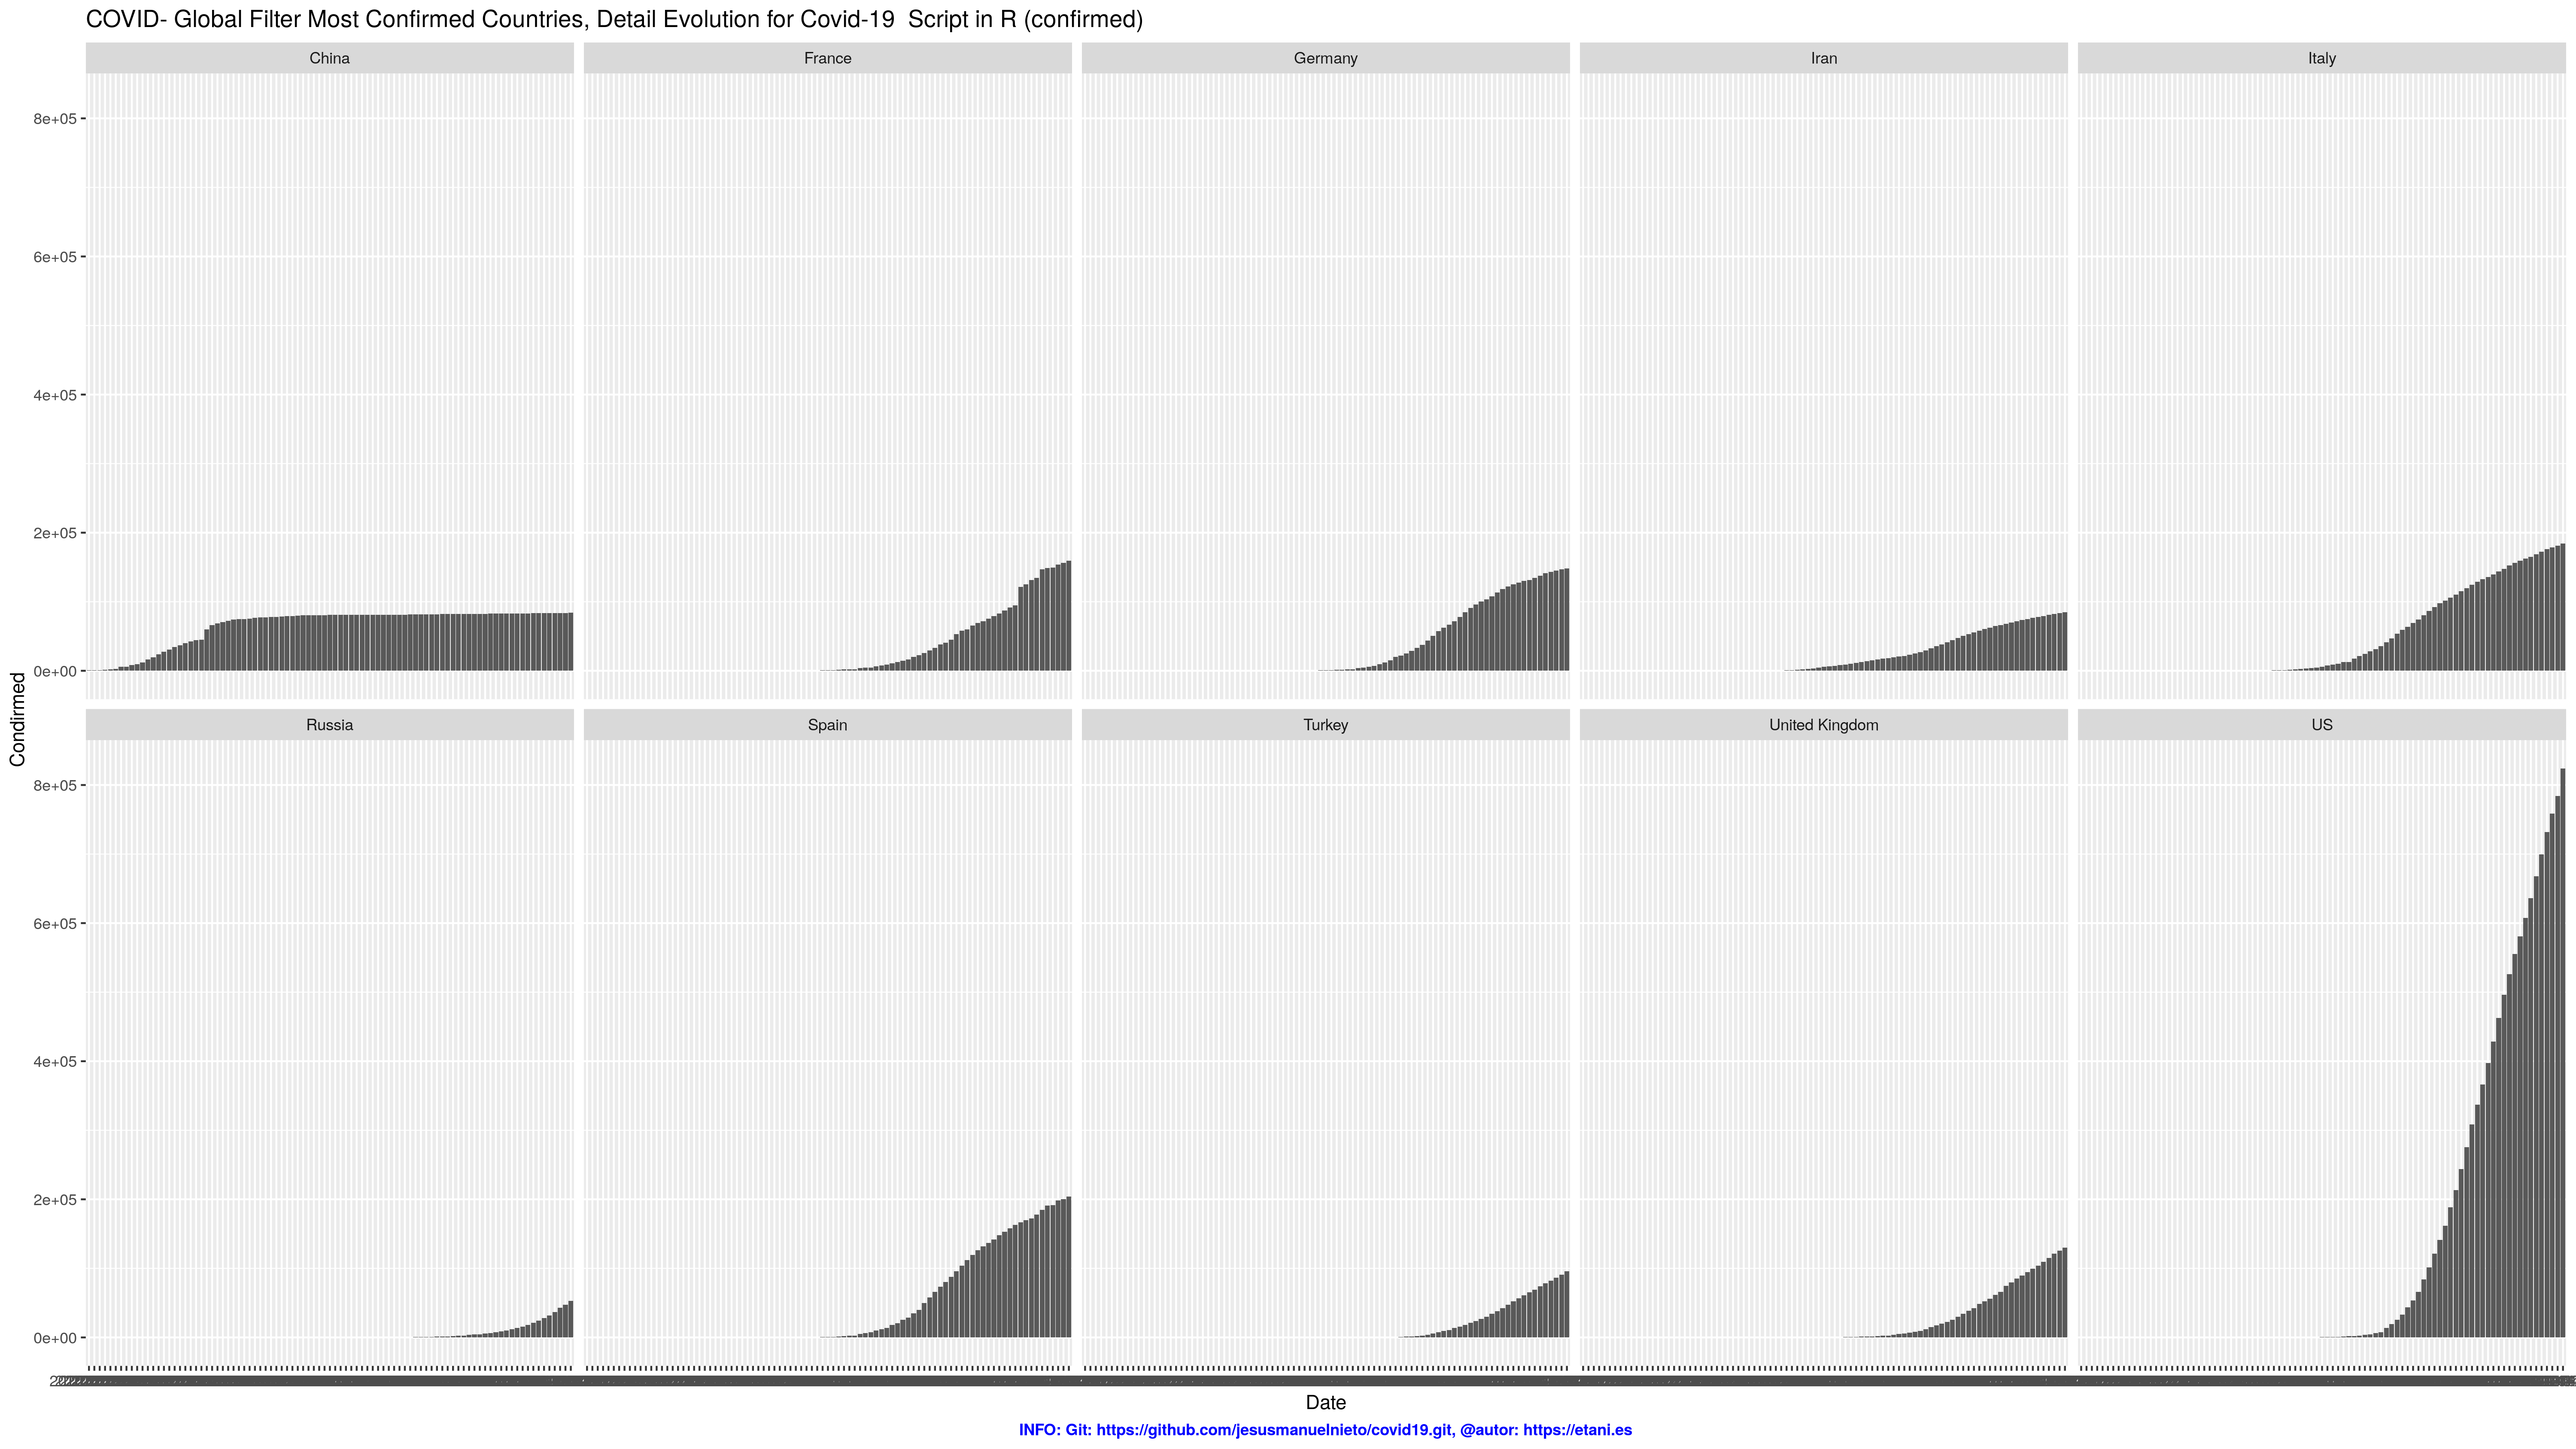 COVID- Global Filter Most Confirmed Countries, Detail Evolution for Covid-19  Script in R (confirmed)
China France Germany Iran Italy
8e+05
6e+05
4e+05
2e+05
0e+00
Condirmed
Russia Spain Turkey United Kingdom US
8e+05
6e+05
4e+05
2e+05
0e+00
Date
INFO: Git: https://github.com/jesusmanuelnieto/covid19.git, @autor: https://etani.es